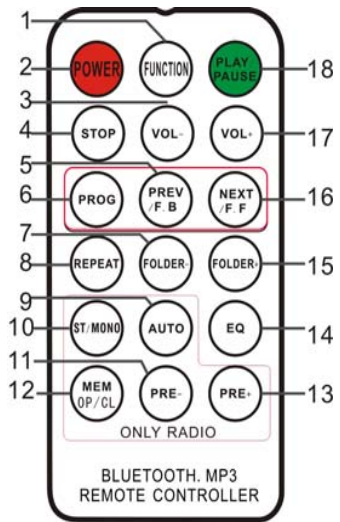 1
2 POWER FUNCTION PLAY PAUSE 18
3
4 STOP VOL- VOL+ 17
5
6 PROG PREV /F.B NEXT /F.F 16
7
8 REPEAT FOLDER- FOLDER+ 15
9
10 ST/MONO AUTO EQ 14
11
12 MEM OP/CL PRE- PRE+ 13
ONLY RADIO
BLUETOOTH. MP3
REMOTE CONTROLLER